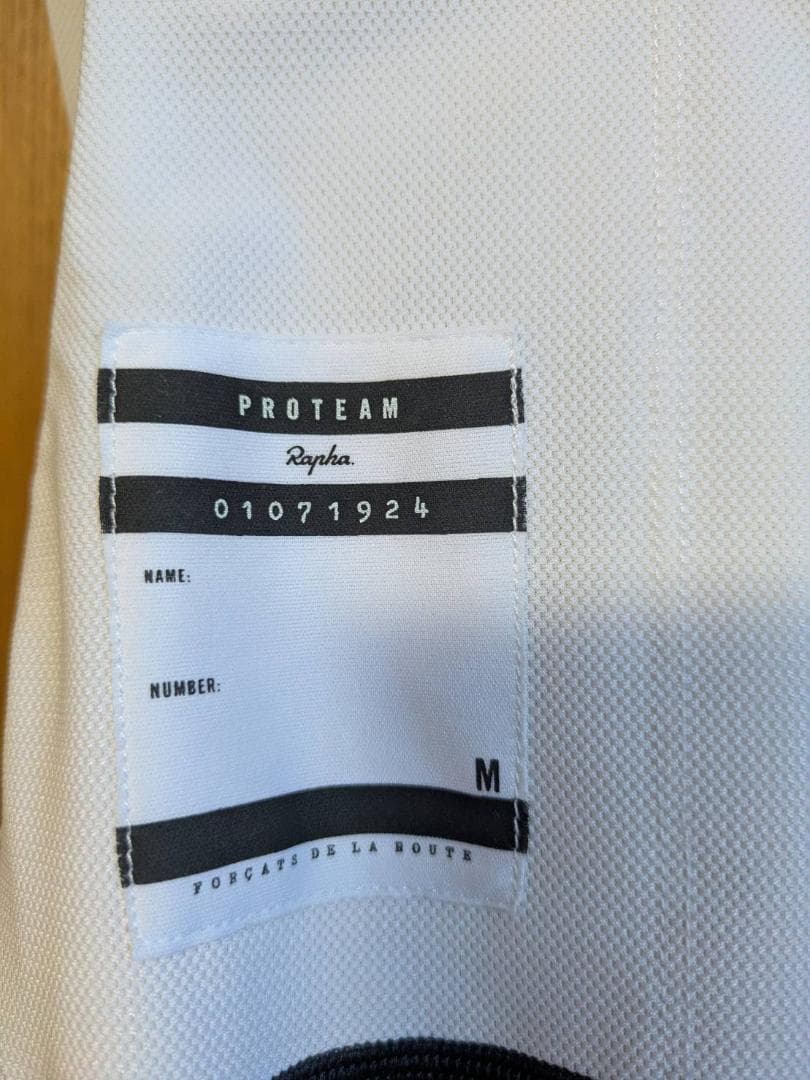 PROTEAM
Rapha.
01071924
NAME:
NUMBER:
M
FORÇATS DE LA ROUTE